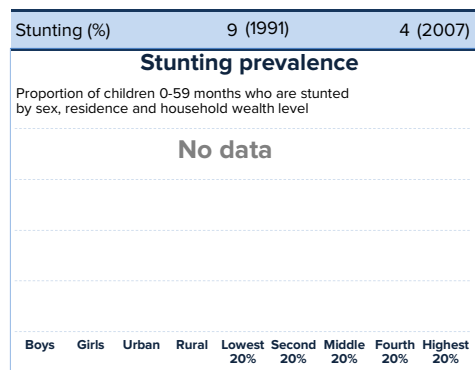 Stunting (%) 9 (1991) 4 (2007)
Stunting prevalence
Proportion of children 0-59 months who are stunted
by sex, residence and household wealth level
No data
Boys Girls Urban Rural Lowest Second Middle Fourth Highest
20% 20% 20% 20% 20%